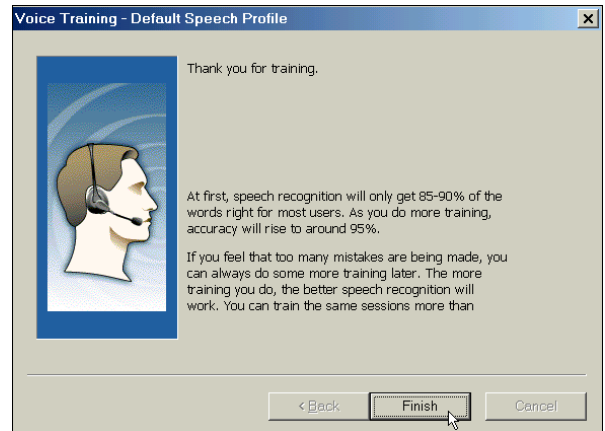 Voice Training - Default Speech Profile
Thank you for training.
At first, speech recognition will only get 85-90% of the
words right for most users. As you do more training,
accuracy will rise to around 95%.
If you feel that too many mistakes are being made, you
can always do some more training later. The more
training you do, the better speech recognition will
work. You can train the same sessions more than
< Back Finish Cancel